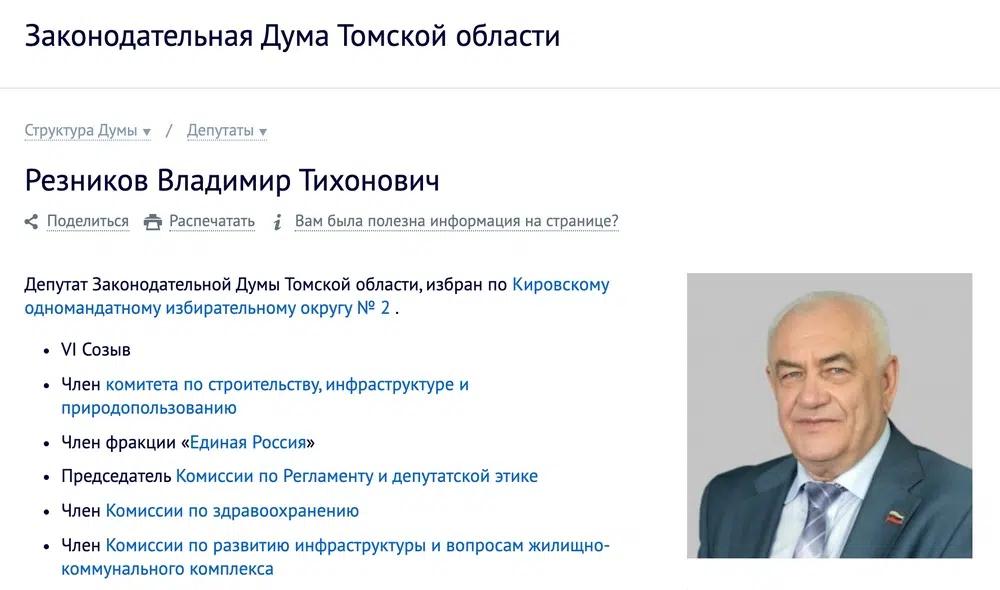 Законодательная Дума Томской области
Структура Думы ▾ / Депутаты ▾
Резников Владимир Тихонович
Поделиться Распечатать Вам была полезна информация на странице?
Депутат Законодательной Думы Томской области, избран по Кировскому
одномандатному избирательному округу № 2 .
• VI Созыв
• Член комитета по строительству, инфраструктуре и
природопользованию
• Член фракции «Единая Россия»
• Председатель Комиссии по Регламенту и депутатской этике
• Член Комиссии по здравоохранению
• Член Комиссии по развитию инфраструктуры и вопросам жилищно-
коммунального комплекса